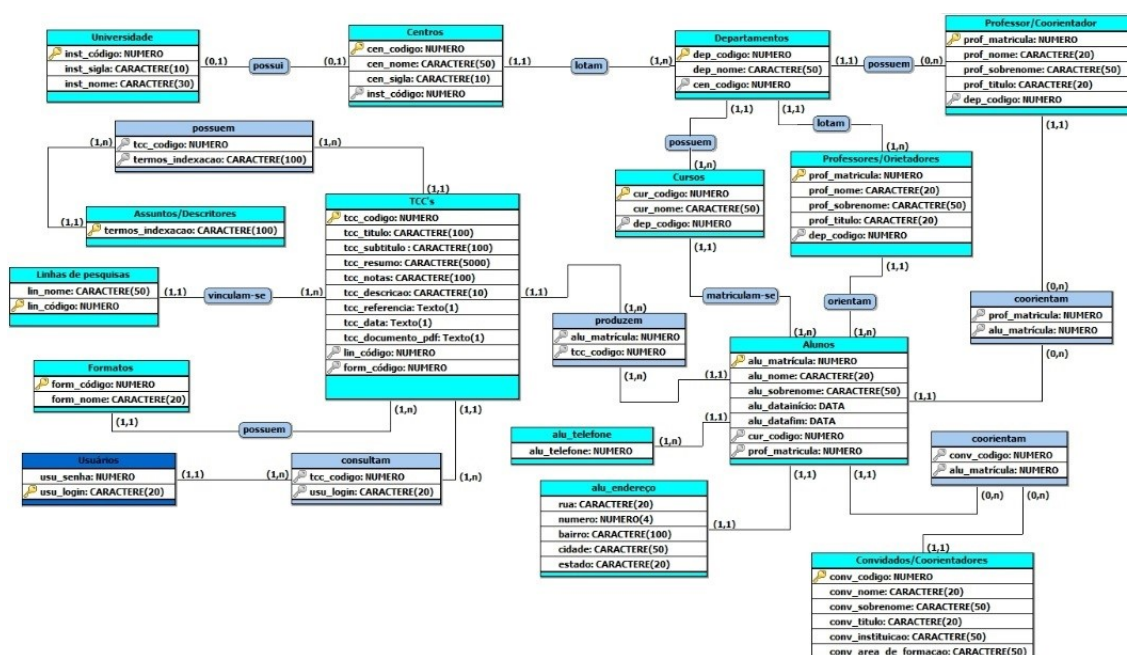 Universidade
inst_código: NUMERO
inst_sigla: CARACTERE(10)
inst_nome: CARACTERE(30)
(0,1)
possui
(0,1)
Centros
cen_codigo: NUMERO
cen_nome: CARACTERE(50)
cen_sigla: CARACTERE(10)
inst_código: NUMERO
(1,1)
lotam
(1,n)
Departamentos
dep_codigo: NUMERO
dep_nome: CARACTERE(50)
cen_codigo: NUMERO
(1,1)
possuem
(0,n)
Professor/Coorientador
prof_matricula: NUMERO
prof_nome: CARACTERE(20)
prof_sobrenome: CARACTERE(50)
prof_titulo: CARACTERE(20)
dep_codigo: NUMERO
(1,1)
(1,1)
(1,1)
possuem
tcc_codigo: NUMERO
termos_indexacao: CARACTERE(100)
(1,n)
(1,n)
possuem
lotam
(1,n)
(1,n)
(1,1)
(1,1)
Assuntos/Descritores
termos_indexacao: CARACTERE(100)
TCC's
tcc_codigo: NUMERO
tcc_titulo: CARACTERE(100)
tcc_subtitulo : CARACTERE(100)
tcc_resumo: CARACTERE(5000)
tcc_notas: CARACTERE(100)
tcc_descricao: CARACTERE(10)
tcc_referencia: Texto(1)
tcc_data: Texto(1)
tcc_documento_pdf: Texto(1)
lin_código: NUMERO
form_código: NUMERO
Cursos
cur_codigo: NUMERO
cur_nome: CARACTERE(50)
dep_codigo: NUMERO
(1,1)
Professores/Orietadores
prof_matricula: NUMERO
prof_nome: CARACTERE(20)
prof_sobrenome: CARACTERE(50)
prof_titulo: CARACTERE(20)
dep_codigo: NUMERO
(1,1)
Linhas de pesquisas
lin_nome: CARACTERE(50)
lin_código: NUMERO
(1,1)
vinculam-se
(1,n)
(1,1)
matriculam-se
orientam
(0,n)
coorientam
prof_matricula: NUMERO
alu_matrícula: NUMERO
(0,n)
produzem
alu_matrícula: NUMERO
tcc_codigo: NUMERO
(1,n)
(1,n)
(1,n)
Alunos
alu_matrícula: NUMERO
alu_nome: CARACTERE(20)
alu_sobrenome: CARACTERE(50)
alu_datainício: DATA
alu_datafim: DATA
cur_codigo: NUMERO
prof_matricula: NUMERO
(1,1)
(1,1)
Formatos
form_código: NUMERO
form_nome: CARACTERE(20)
(1,1)
possuem
(1,n)
(1,1)
alu_telefone
alu_telefone: NUMERO
(1,n)
(1,1)
coorientam
conv_codigo: NUMERO
alu_matrícula: NUMERO
Usuários
usu_senha: NUMERO
usu_login: CARACTERE(20)
(1,1)
(1,n)
consultam
tcc_codigo: NUMERO
usu_login: CARACTERE(20)
(1,n)
alu_endereço
rua: CARACTERE(20)
numero: NUMERO(4)
bairro: CARACTERE(100)
cidade: CARACTERE(50)
estado: CARACTERE(20)
(1,1)
(1,1)
(1,1)
(0,n)
(0,n)
(1,1)
Convidados/Coorientadores
conv_codigo: NUMERO
conv_nome: CARACTERE(20)
conv_sobrenome: CARACTERE(50)
conv_titulo: CARACTERE(20)
conv_instituicao: CARACTERE(50)
conv_area_de_formacao: CARACTERE(50)